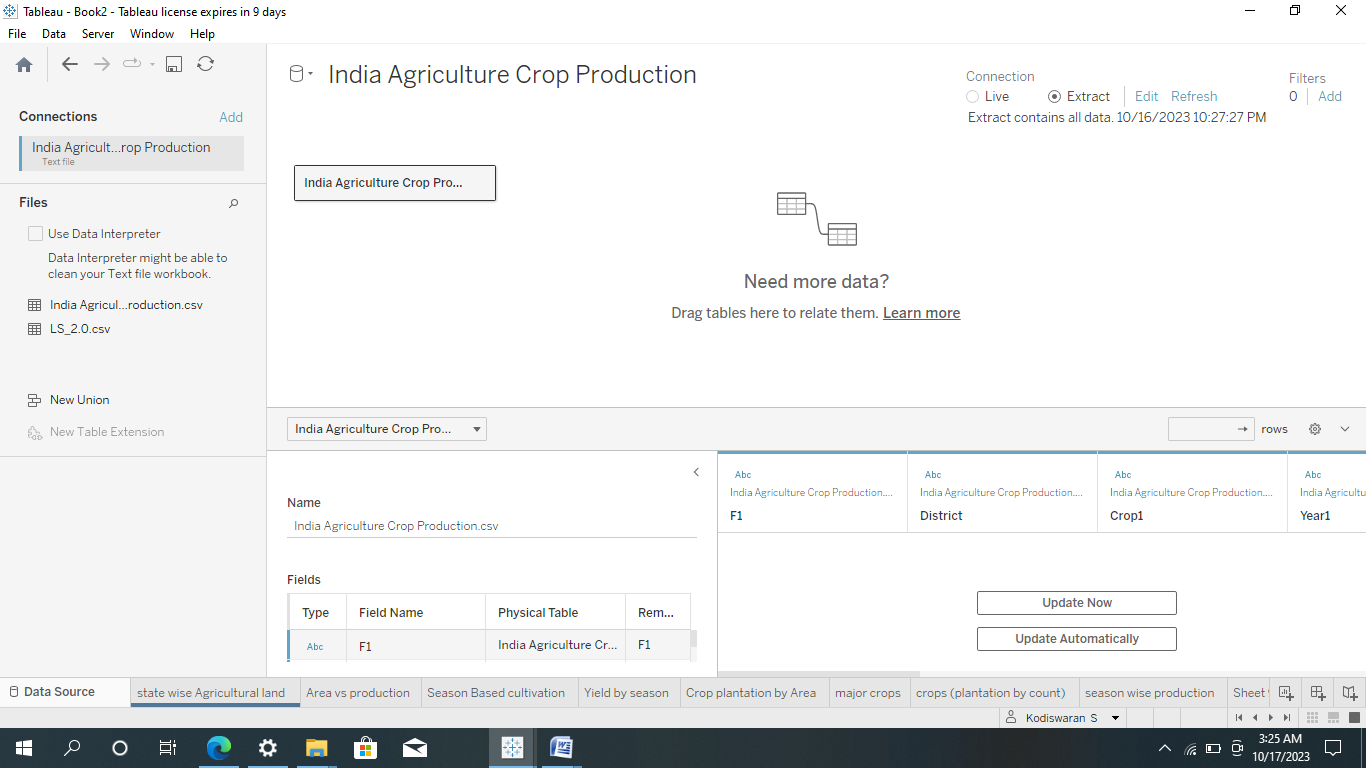 Tableau - Book2 - Tableau license expires in 9 days
File Data Server Window Help
India Agriculture Crop Production
Connection
Live Extract Edit Refresh
Extract contains all data. 10/16/2023 10:27:27 PM
Filters
0 Add
Connections Add
India Agricult...rop Production
Text file
Files
Use Data Interpreter
Data Interpreter might be able to
clean your Text file workbook.
India Agricul...roduction.csv
LS_2.0.csv
New Union
New Table Extension
India Agriculture Crop Pro...
Need more data?
Drag tables here to relate them. Learn more
India Agriculture Crop Pro...
rows
Name
India Agriculture Crop Production.csv
Fields
Type Field Name Physical Table Rem...
Abc F1 India Agriculture Cr... F1
Abc Abc Abc Abc
India Agriculture Crop Production.... India Agriculture Crop Production.... India Agriculture Crop Production.... India Agricultu
F1 District Crop1 Year1
Update Now
Update Automatically
Data Source state wise Agricultural land Area vs production Season Based cultivation Yield by season Crop plantation by Area major crops crops (plantation by count) season wise production Sheet
Kodiswaran S
3:25 AM
10/17/2023